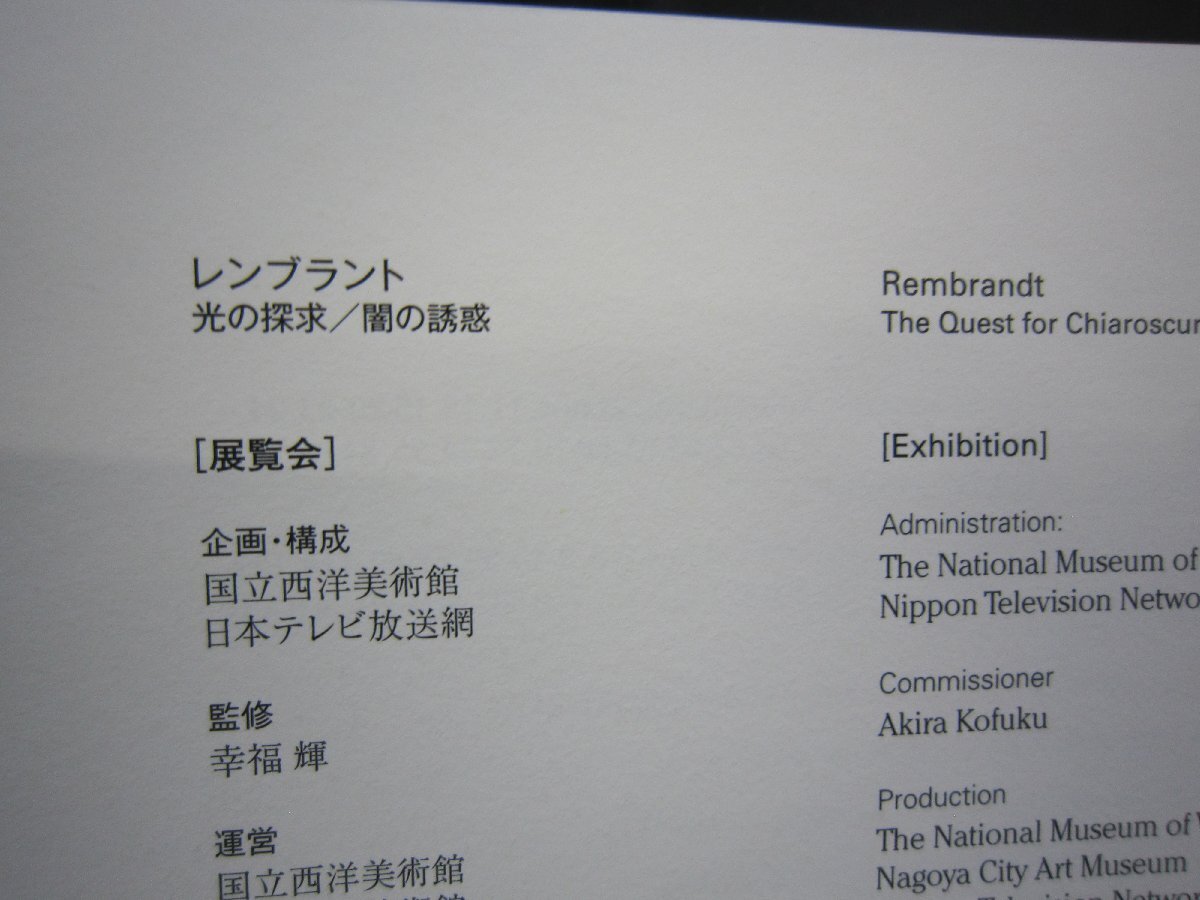 レンブラント
光の探求／闇の誘惑
[展覧会]
企画・構成
国立西洋美術館
日本テレビ放送網
監修
幸福 輝
運営
国立西洋美術館
Rembrandt
The Quest for
[Exhibition]
Administration:
The National Museum of
Nippon Television
Commissioner
Akira Kofuku
Production
The National Museum of
Nagoya City Art Museum